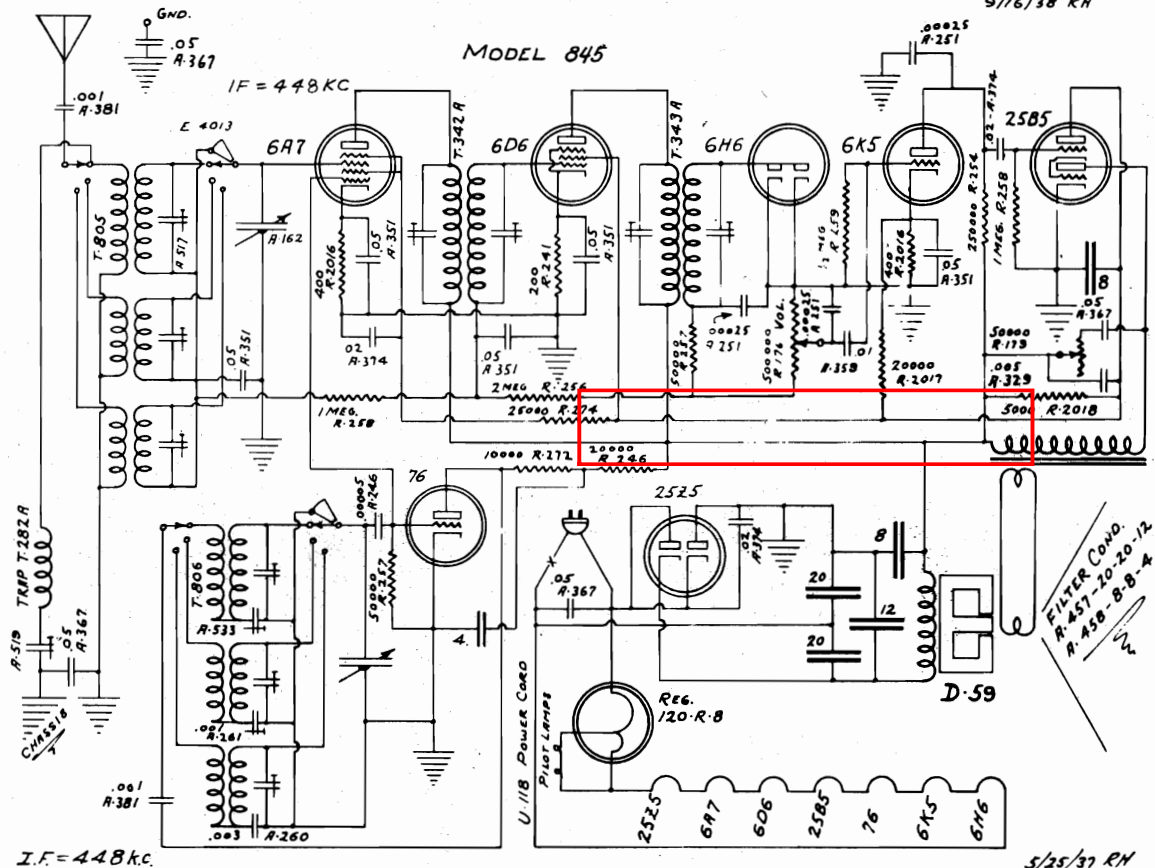 9/16/38 RH
GND.
.05
A·367
MODEL 845
.00025
A·251
IF = 448 KC
.001
A·381
E 4013
6A7
T·342A
6D6
T·343A
6H6
6K5
.02-A·374
25B5
T·805
A·517
A·162
400
R·2016
.05
A·351
200
R·241
.05
A·351
½ MEG
R 259
400
R·2016
.05
A·351
250000 R·254
1 MEG. R·258
8
.05
A·367
.05
A·351
.02
A·374
.05
A·351
50000
R·257
.00025
A 251
500,000
R·176 VOL.
.00025
A 251
.01
A·359
20000
R·2017
50000
R·179
.005
A·329
1 MEG.
R·258
2 MEG R·256
25000 R·274
5000 R·2018
10000 R·272
20000
R·246
TRAP T·282A
A·519
.05
A·367
CHASSIS
76
.00005
A·246
50000
R·257
T·806
A·533
.001
A·261
.003 A·260
.001
A·381
4.
25Z5
.02
A·374
.05
A·367
20
20
12
8
D·59
FILTER COND.
A·457-20-20-12
A·458-8-8-4
REG.
120·R·8
U·118 POWER CORD
PILOT LAMPS
25Z5
6A7
6D6
25B5
76
6K5
6H6
I.F. = 448 K.C.
5/25/37 RH